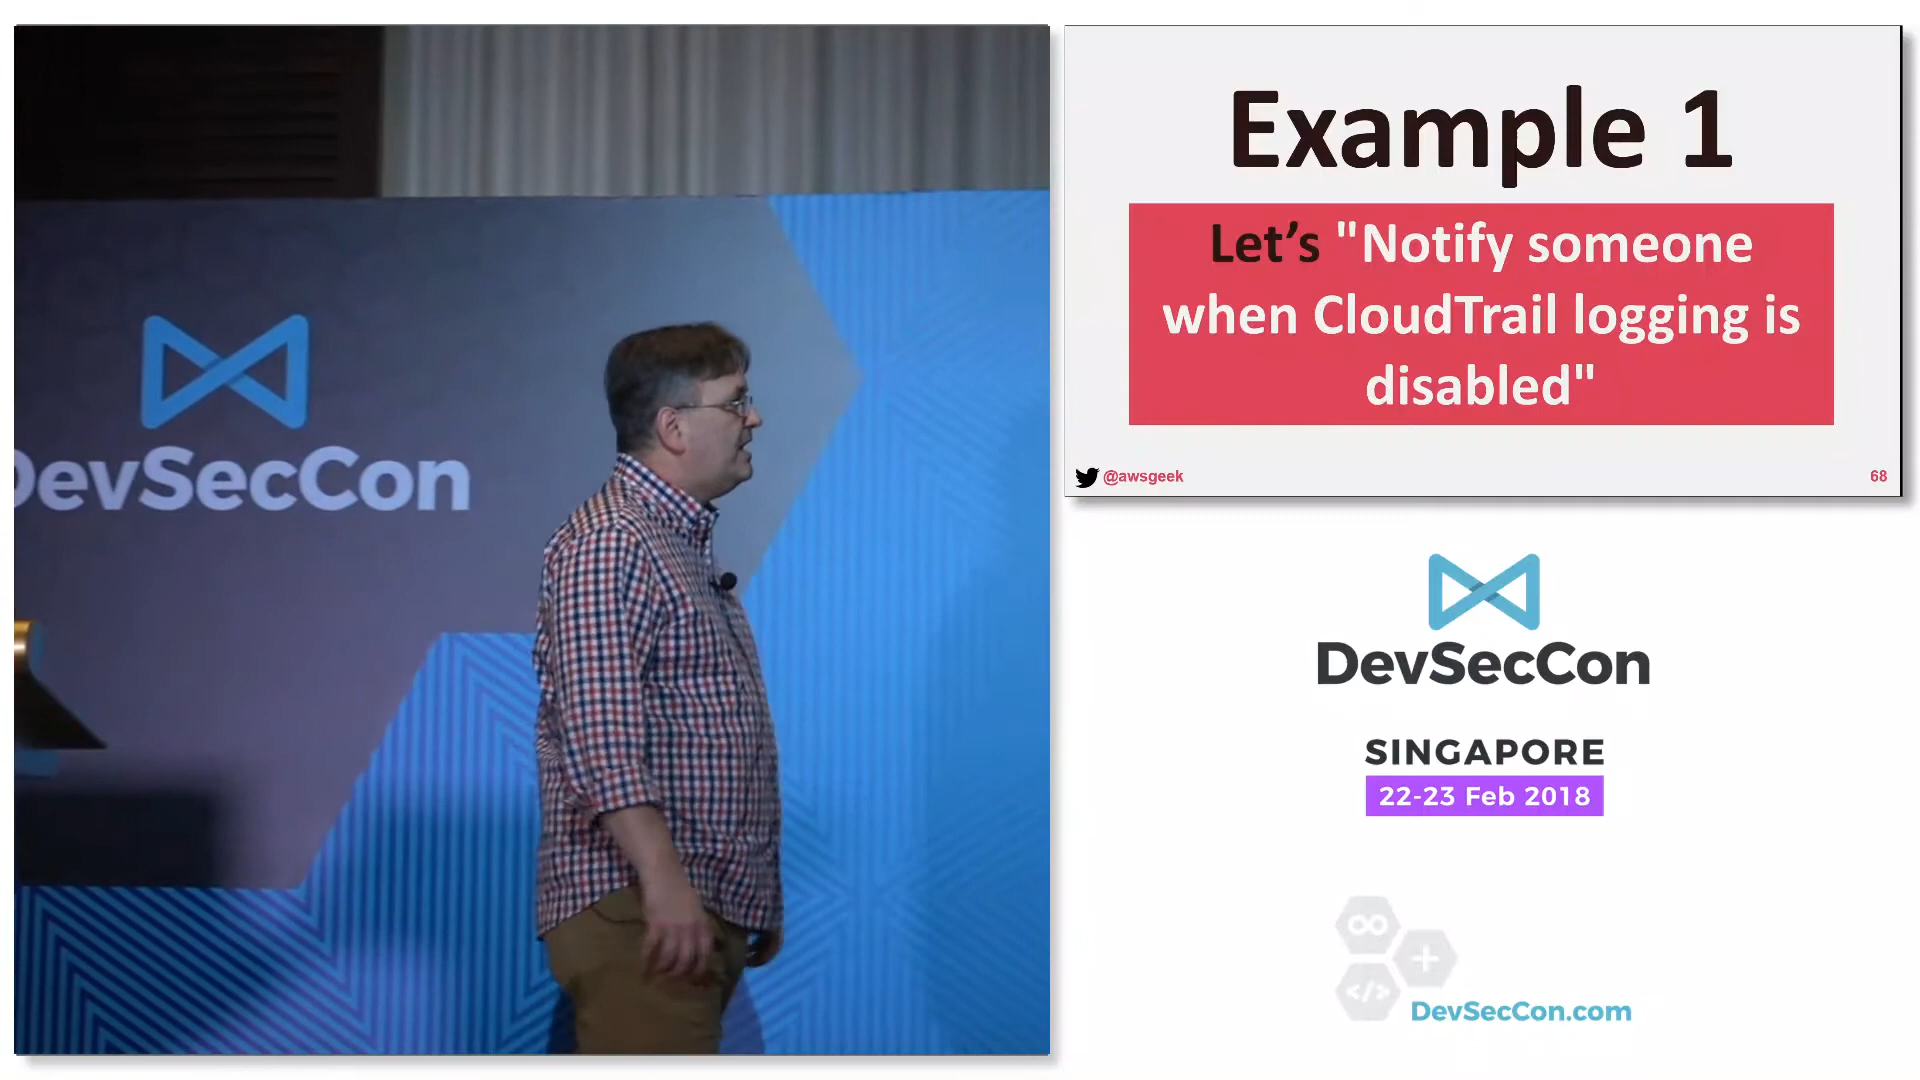 DevSecCon
Example 1
Let's "Notify someone
when CloudTrail logging is
disabled"
@awsgeek
68
DevSecCon
SINGAPORE
22-23 Feb 2018
</>
DevSecCon.com